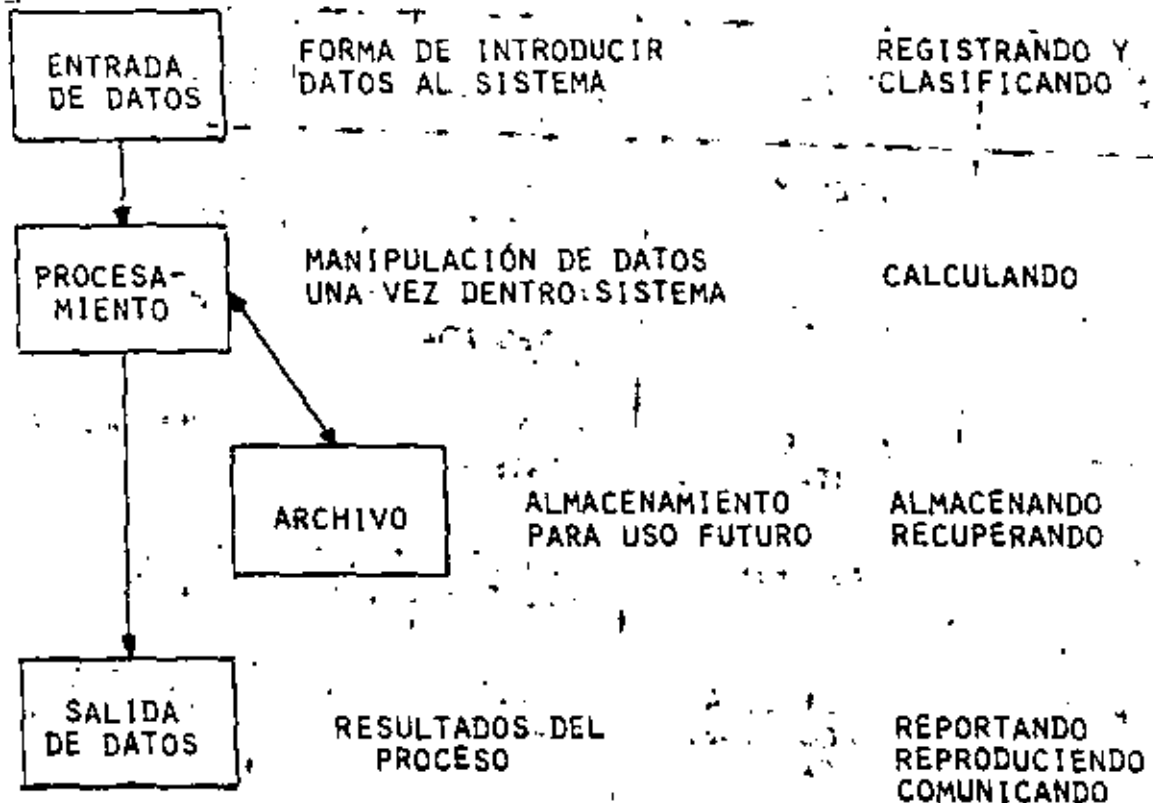 ENTRADA
DE DATOS
FORMA DE INTRODUCIR
DATOS AL SISTEMA
REGISTRANDO Y
CLASIFICANDO
PROCESA-
MIENTO
MANIPULACIÓN DE DATOS
UNA VEZ DENTRO SISTEMA
CALCULANDO
ARCHIVO
ALMACENAMIENTO
PARA USO FUTURO
ALMACENANDO
RECUPERANDO
SALIDA
DE DATOS
RESULTADOS DEL
PROCESO
REPORTANDO
REPRODUCIENDO
COMUNICANDO